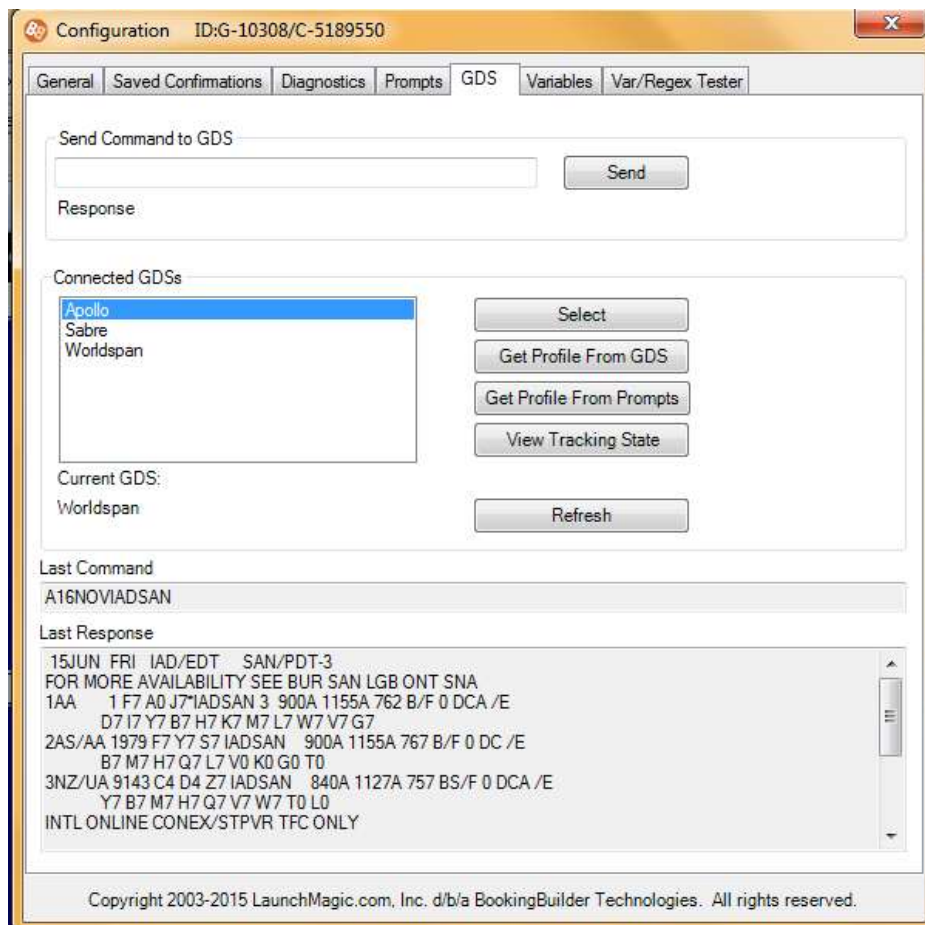 Configuration ID:G-10308/C-5189550
General Saved Confirmations Diagnostics Prompts GDS Variables Var/Regex Tester
Send Command to GDS
Send
Response
Connected GDSs
Apollo
Sabre
Worldspan
Select
Get Profile From GDS
Get Profile From Prompts
View Tracking State
Current GDS:
Worldspan
Refresh
Last Command
A16NOVIADSAN
Last Response
15JUN FRI IAD/EDT SAN/PDT-3
FOR MORE AVAILABILITY SEE BUR SAN LGB ONT SNA
1AA 1 F7 A0 J7*IADSAN 3 900A 1155A 762 B/F 0 DCA /E
D7 I7 Y7 B7 H7 K7 M7 L7 W7 V7 G7
2AS/AA 1979 F7 Y7 S7 IADSAN 900A 1155A 767 B/F 0 DC /E
B7 M7 H7 Q7 L7 V0 K0 G0 T0
3NZ/UA 9143 C4 D4 Z7 IADSAN 840A 1127A 757 BS/F 0 DCA /E
Y7 B7 M7 H7 Q7 V7 W7 T0 L0
INTL ONLINE CONEX/STPVR TFC ONLY
Copyright 2003-2015 LaunchMagic.com, Inc. d/b/a BookingBuilder Technologies. All rights reserved.